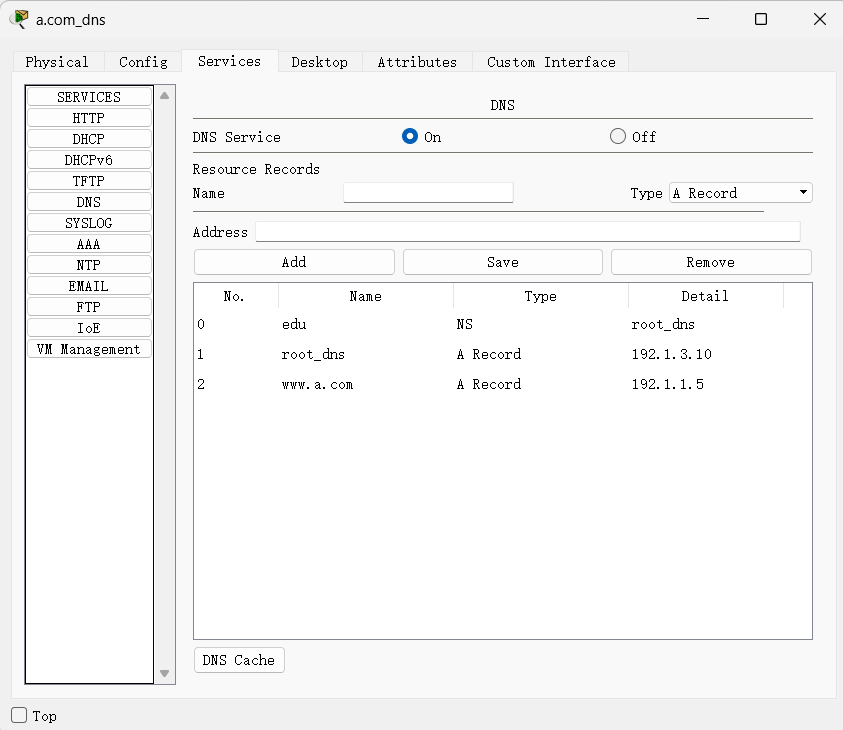 a.com_dns
Physical Config Services Desktop Attributes Custom Interface
SERVICES
HTTP
DHCP
DHCPv6
TFTP
DNS
SYSLOG
AAA
NTP
EMAIL
FTP
IoE
VM Management
DNS
DNS Service On Off
Resource Records
Name Type A Record
Address
Add Save Remove
No. Name Type Detail
0 edu NS root_dns
1 root_dns A Record 192.1.3.10
2 www.a.com A Record 192.1.1.5
DNS Cache
Top